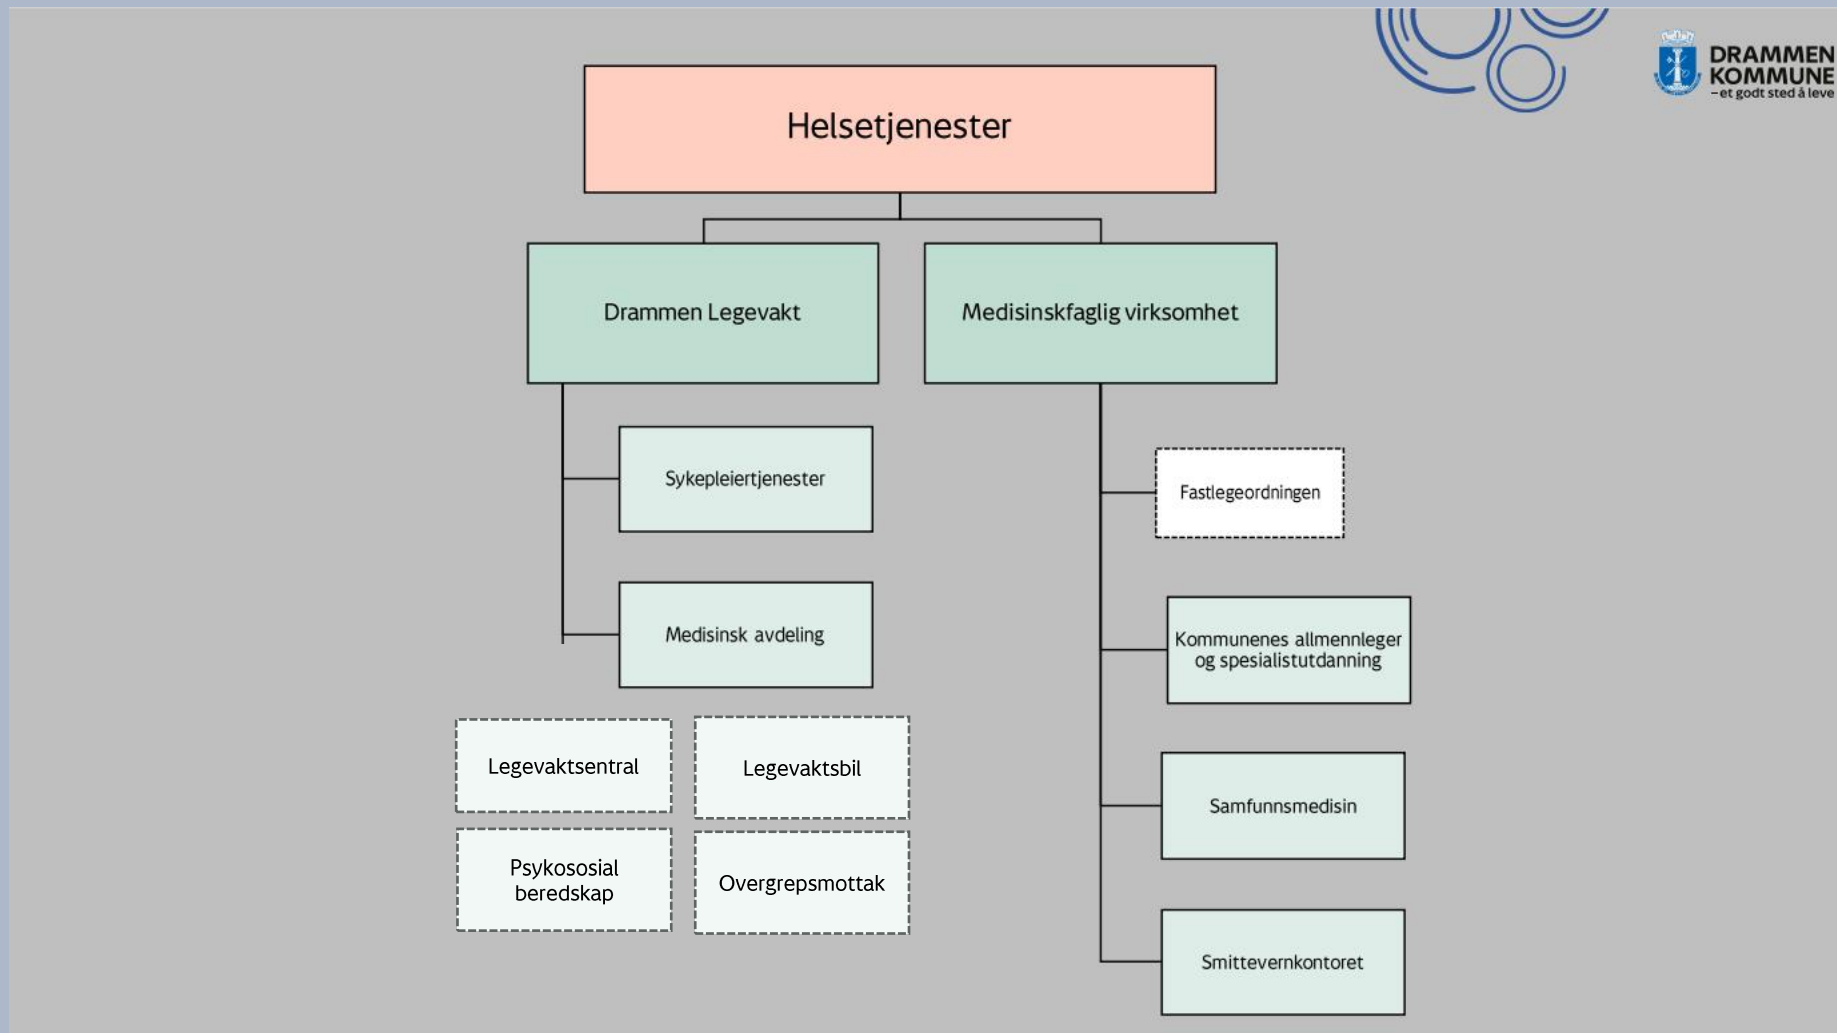 DRAMMEN
KOMMUNE
– et godt sted å leve
Helsetjenester
Drammen Legevakt
Medisinskfaglig virksomhet
Sykepleiertjenester
Medisinsk avdeling
Legevaktsentral
Legevaktsbil
Psykososial
beredskap
Overgrepsmottak
Fastlegeordningen
Kommunenes allmennleger
og spesialistutdanning
Samfunnsmedisin
Smittevernkontoret